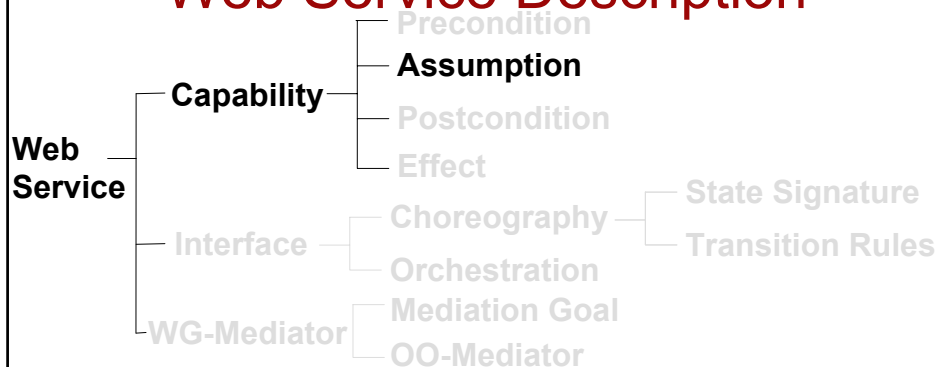 Web Service Description
Precondition
Assumption
Capability
Postcondition
Effect
Web
Service
Interface
Choreography
State Signature
Transition Rules
Orchestration
WG-Mediator
Mediation Goal
OO-Mediator